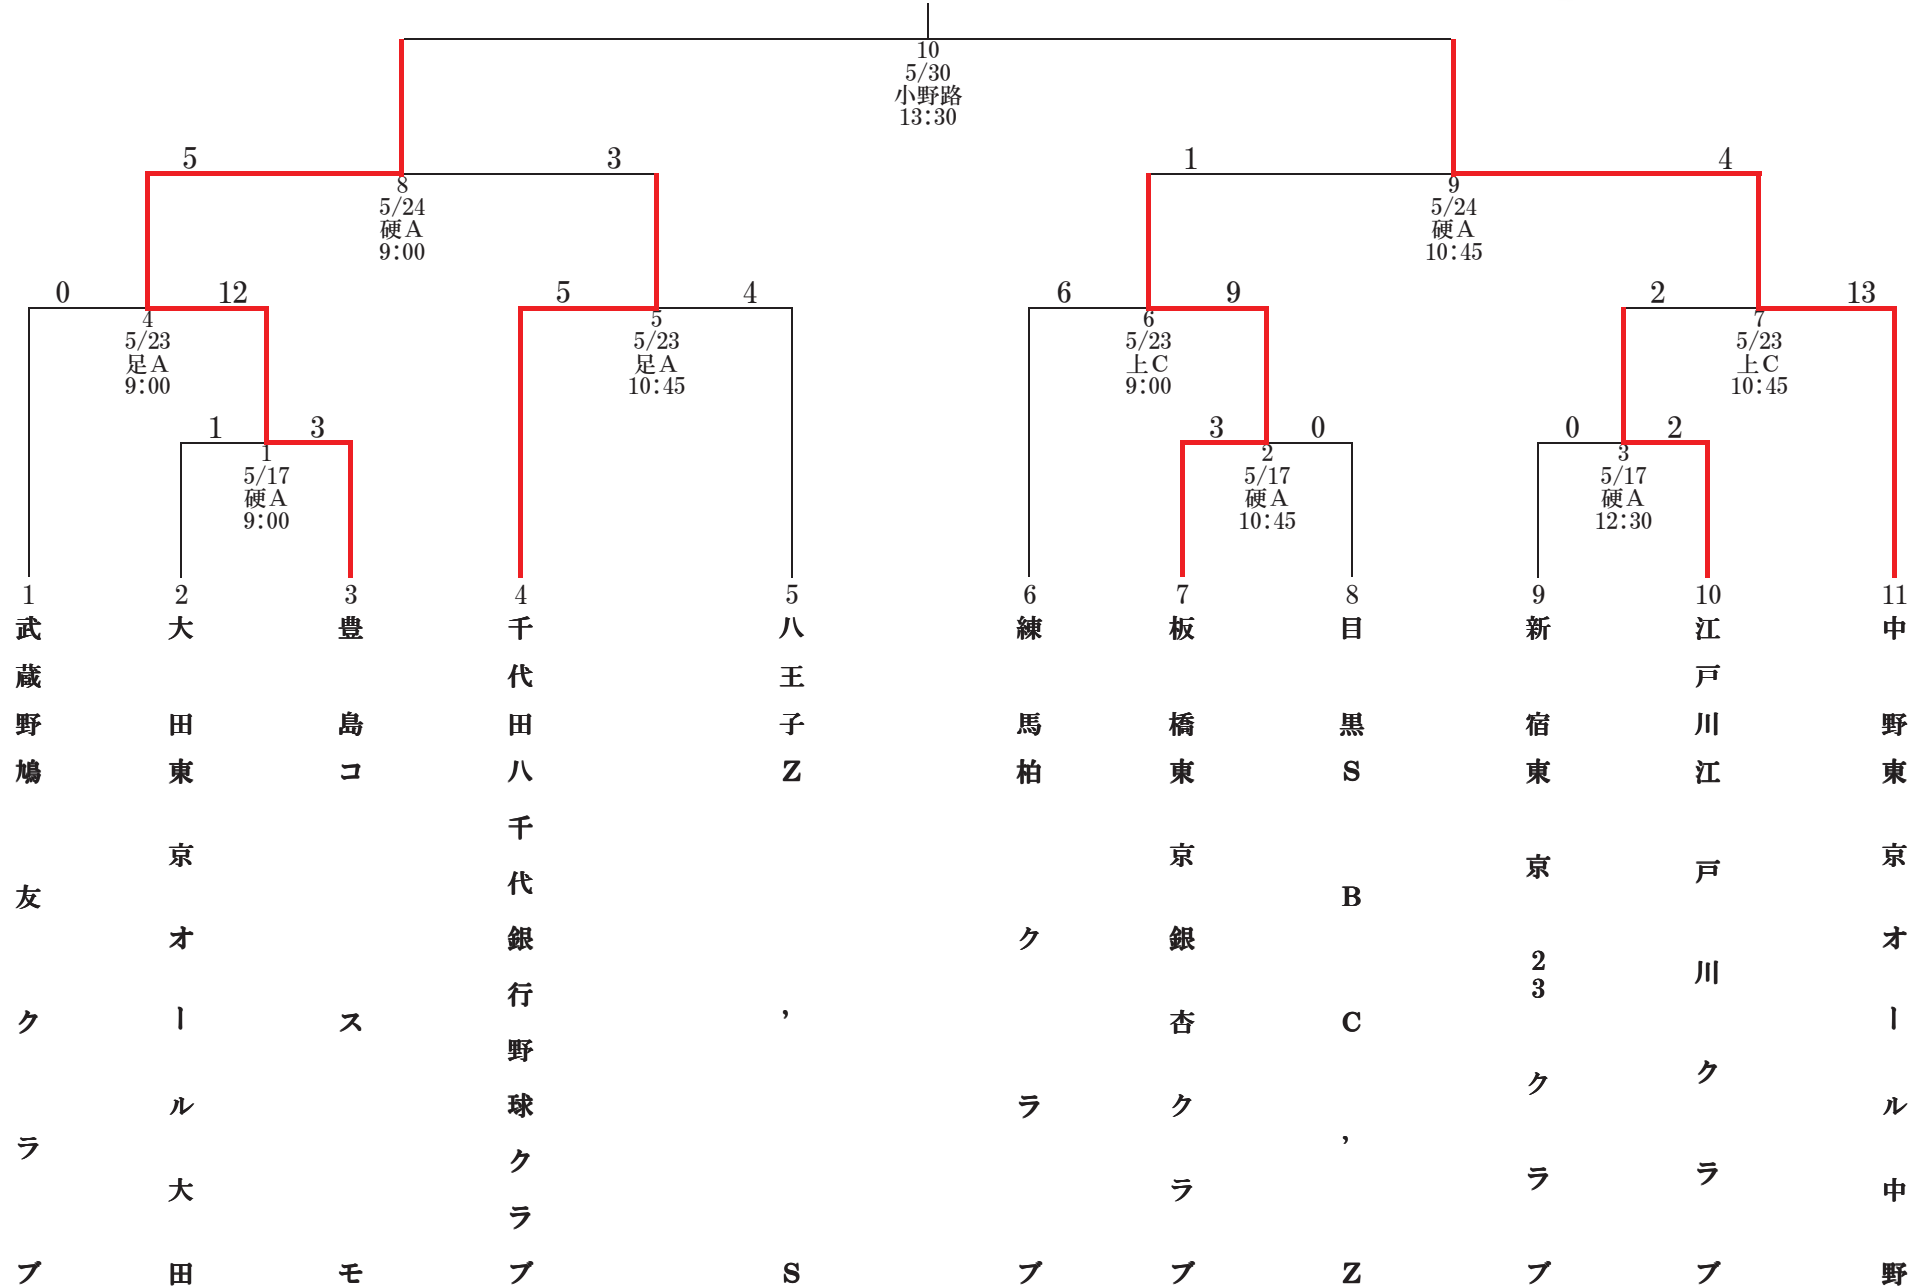 10
5/30
小野路
13:30
5
3
8
5/24
硬A
9:00
1
4
9
5/24
硬A
10:45
0
12
4
5/23
足A
9:00
5
4
5
5/23
足A
10:45
6
9
6
5/23
上C
9:00
2
13
7
5/23
上C
10:45
1
3
1
5/17
硬A
9:00
3
0
2
5/17
硬A
10:45
0
2
3
5/17
硬A
12:30
1
武蔵野
鳩友クラブ
2
大田
東京オール大田
3
豊島
コスモ
4
千代田
八千代銀行野球クラブ
5
八王子
Z'S
6
練馬
柏クラブ
7
板橋
東京銀杏クラブ
8
目黒
SBC'Z
9
新宿
東京23クラブ
10
江戸川
江戸川クラブ
11
中野
東京オール中野